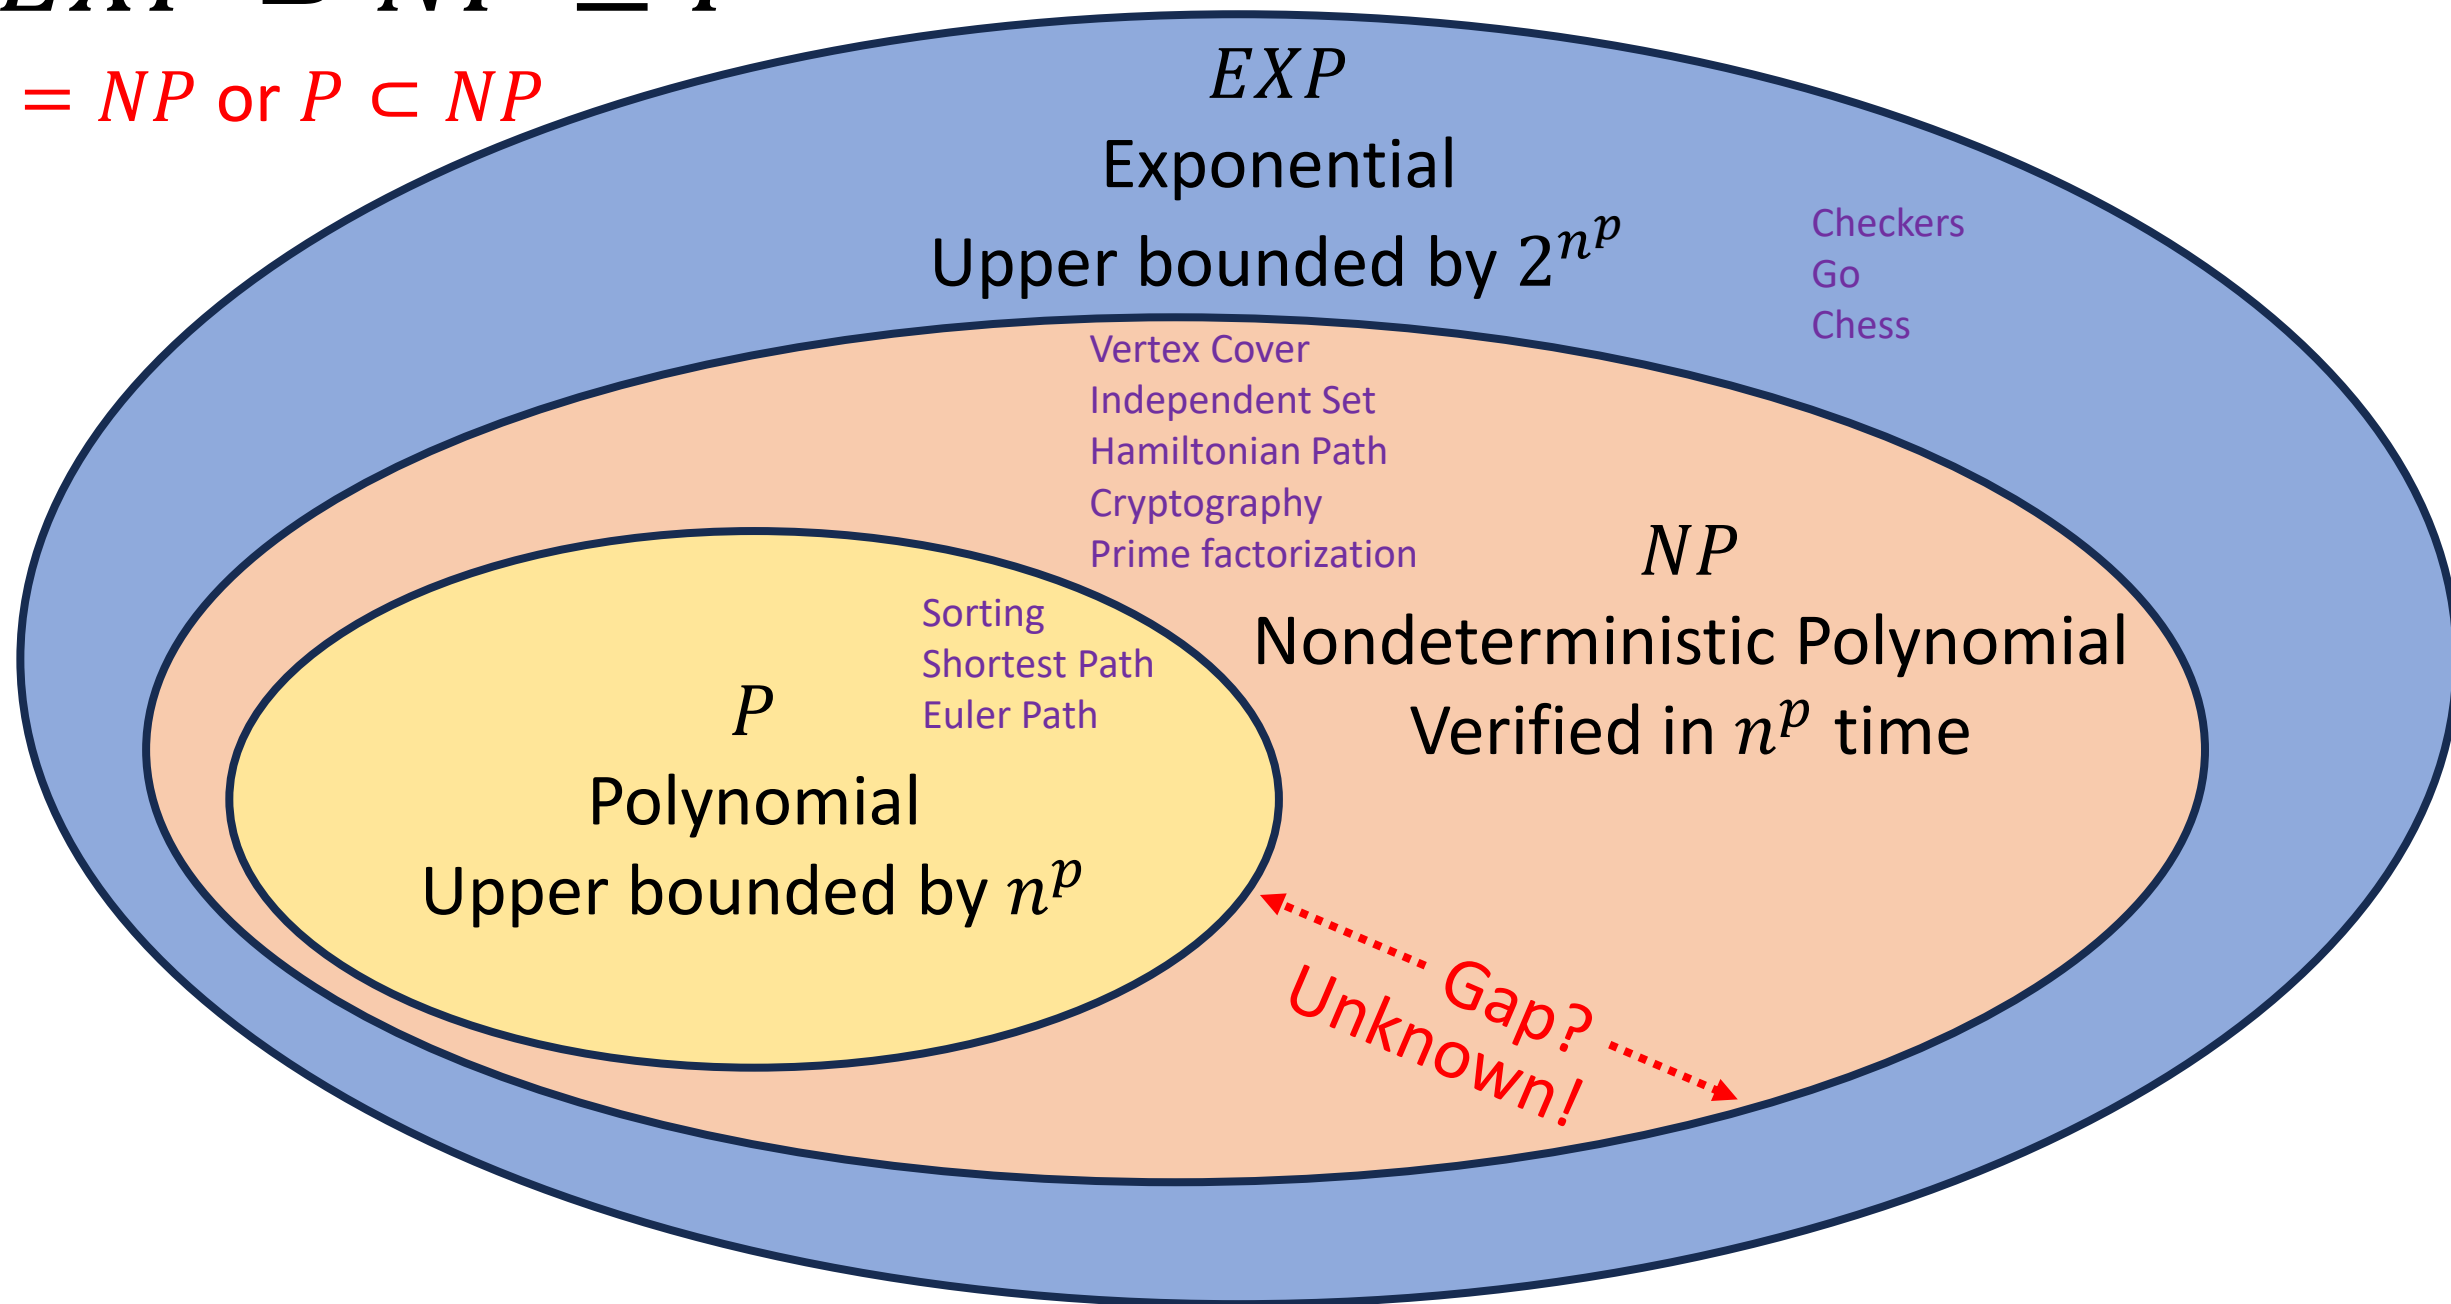 EXP ⊇ NP ⊇ P
= NP or P ⊂ NP
EXP
Exponential
Upper bounded by 2^{n^p}
Checkers
Go
Chess
Vertex Cover
Independent Set
Hamiltonian Path
Cryptography
Prime factorization
NP
Nondeterministic Polynomial
Verified in n^p time
Sorting
Shortest Path
Euler Path
P
Polynomial
Upper bounded by n^p
Gap?
Unknown!